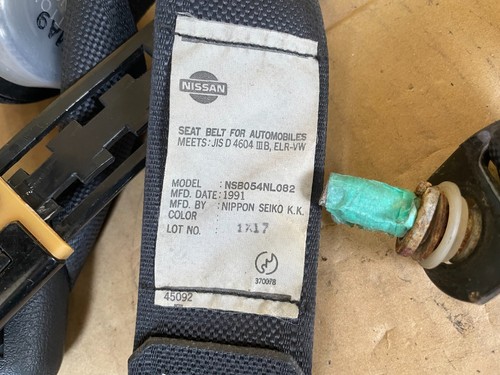 NISSAN
SEAT BELT FOR AUTOMOBILES
MEETS: JIS D 4604 III B, ELR-VW
MODEL : NSB054NL082
MFD. DATE: 1991
MFD. BY : NIPPON SEIKO K.K.
COLOR
LOT NO. : 1X17
370978
45092